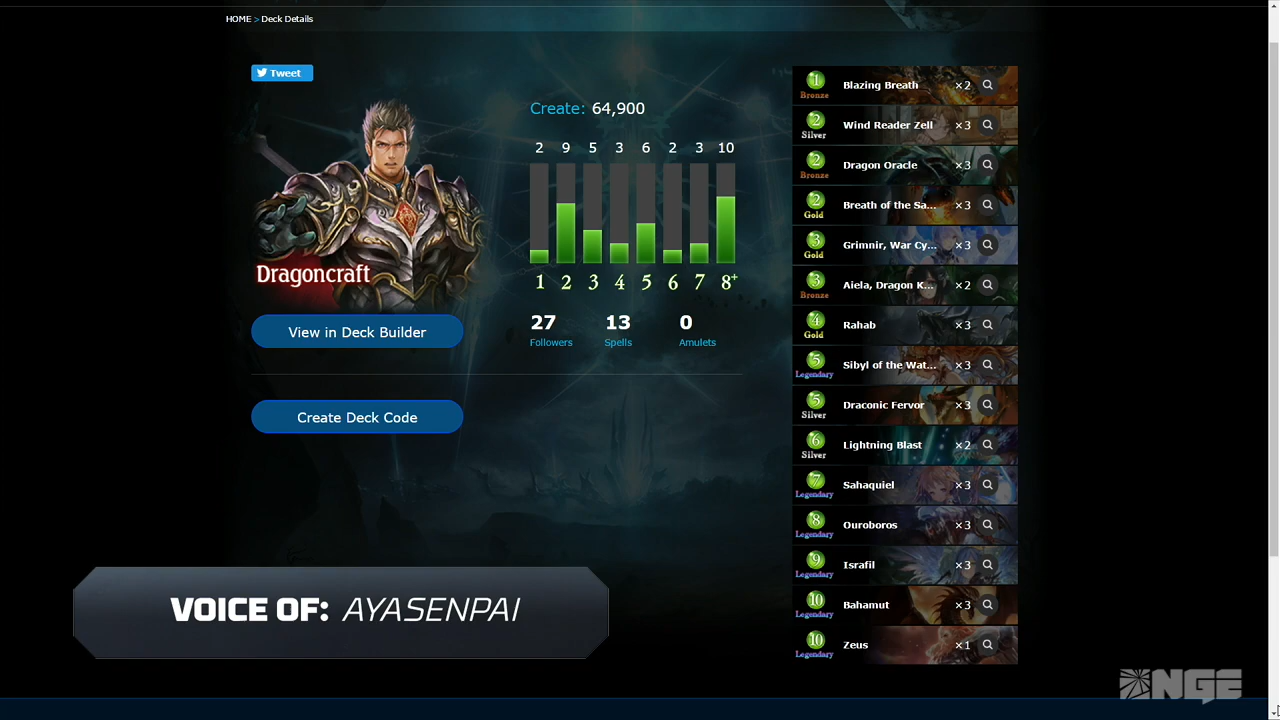 HOME > Deck Details
Tweet
Create: 64,900
2 9 5 3 6 2 3 10
1 2 3 4 5 6 7 8+
Dragoncraft
27 13 0
Followers Spells Amulets
View in Deck Builder
Create Deck Code
1 Bronze Blazing Breath ×2
2 Silver Wind Reader Zell ×3
2 Bronze Dragon Oracle ×3
2 Gold Breath of the Sa... ×3
3 Gold Grimnir, War Cy... ×3
3 Bronze Aiela, Dragon K... ×2
4 Gold Rahab ×3
5 Legendary Sibyl of the Wat... ×3
5 Silver Draconic Fervor ×3
6 Silver Lightning Blast ×2
7 Legendary Sahaquiel ×3
8 Legendary Ouroboros ×3
9 Legendary Israfil ×3
10 Legendary Bahamut ×3
10 Legendary Zeus ×1
VOICE OF: AYASENPAI
NGE